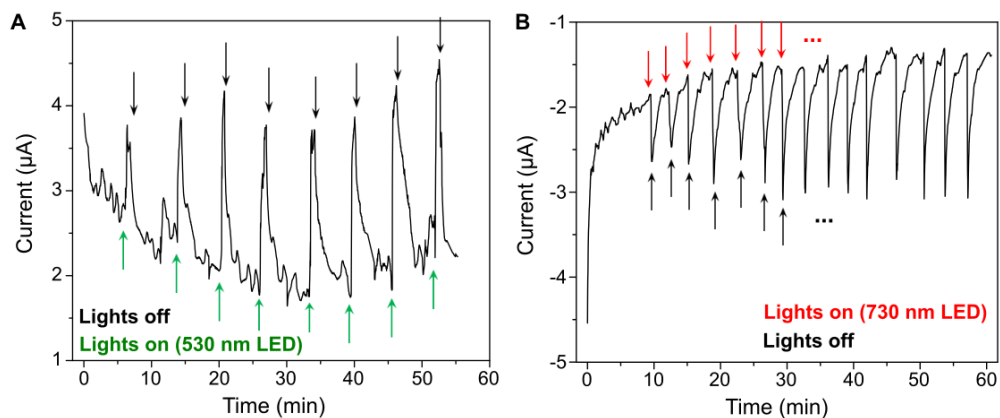 A
5
4
3
2
1
Current (µA)
0
10
20
30
40
50
60
Time (min)
Lights off
Lights on (530 nm LED)
B
-1
-2
-3
-4
-5
Current (µA)
0
10
20
30
40
50
60
Time (min)
...
...
Lights on (730 nm LED)
Lights off